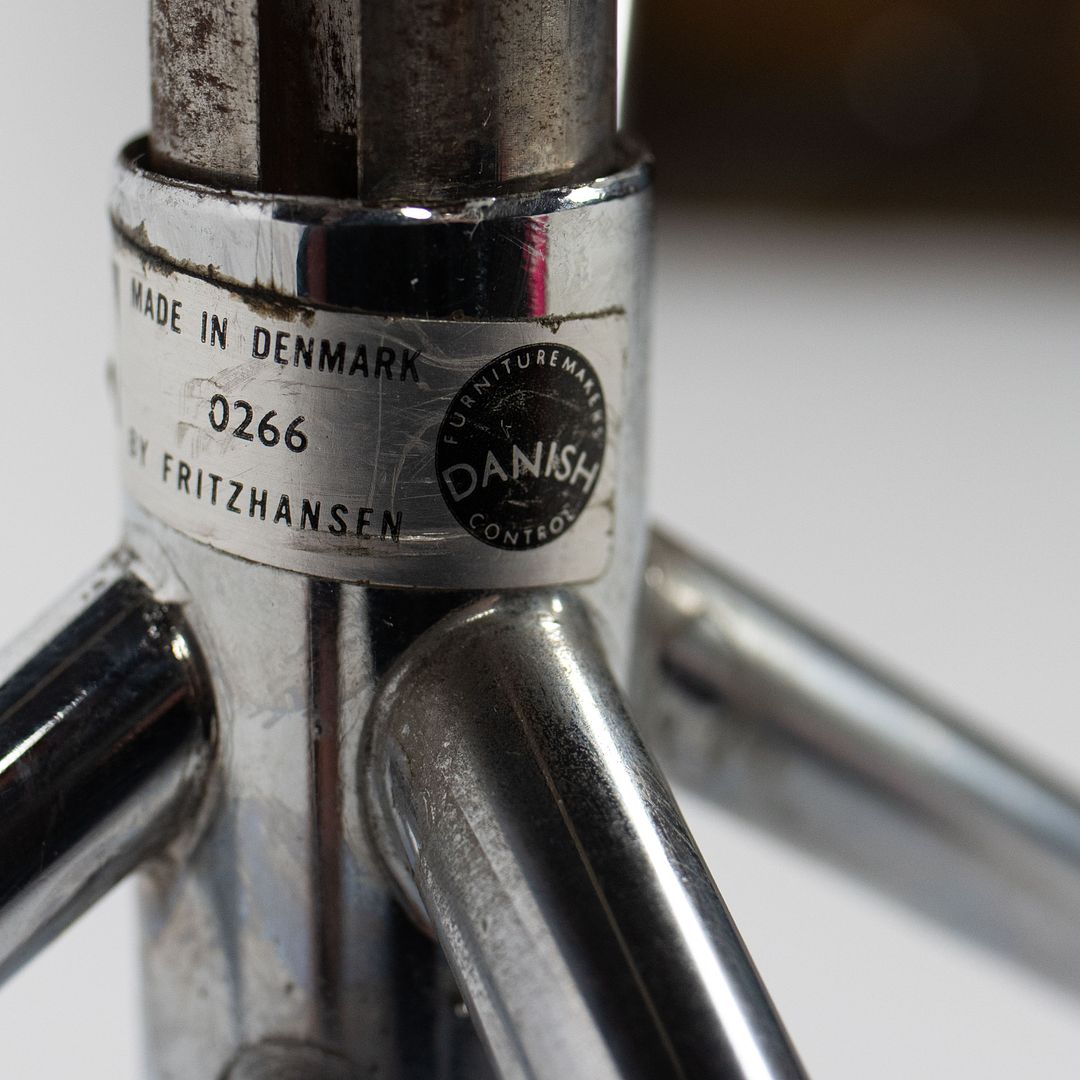 MADE IN DENMARK
0266
BY FRITZHANSEN
FURNITUREMAKERS
DANISH
CONTROL